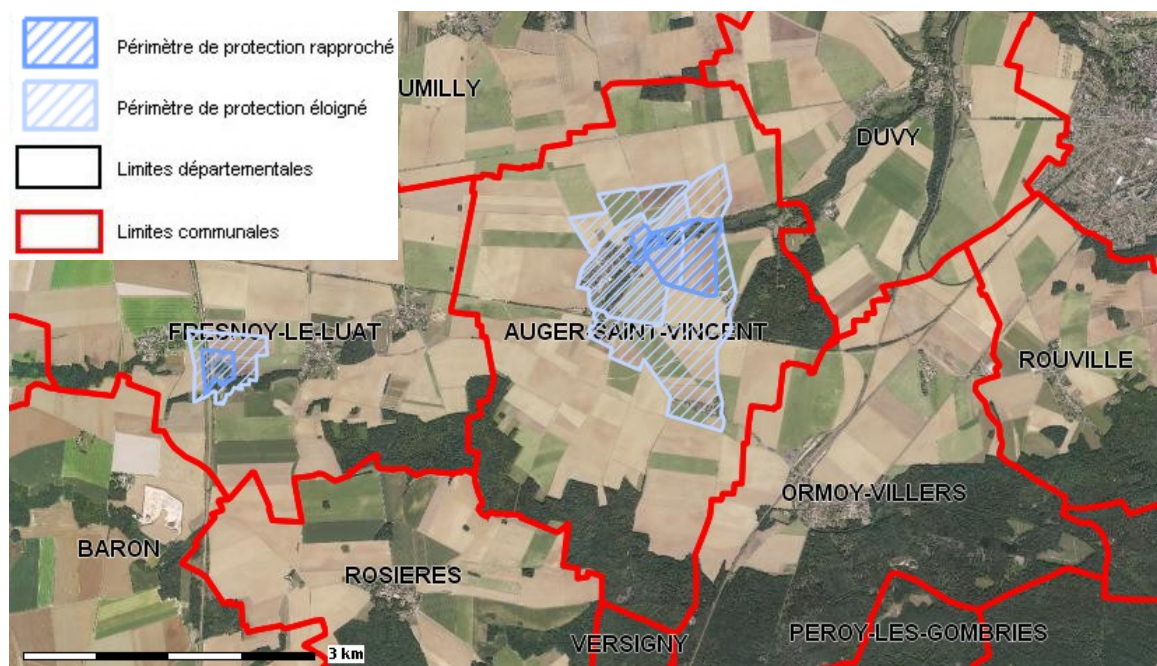 Périmètre de protection rapproché
Périmètre de protection éloigné
Limites départementales
Limites communales
UMILLY
DUVY
FRESNOY-LE-LUAT
AUGER-SAINT-VINCENT
ROUVILLE
ORMOY-VILLERS
BARON
ROSIERES
VERSIGNY
PEROY-LES-GOMBRIES
3 km